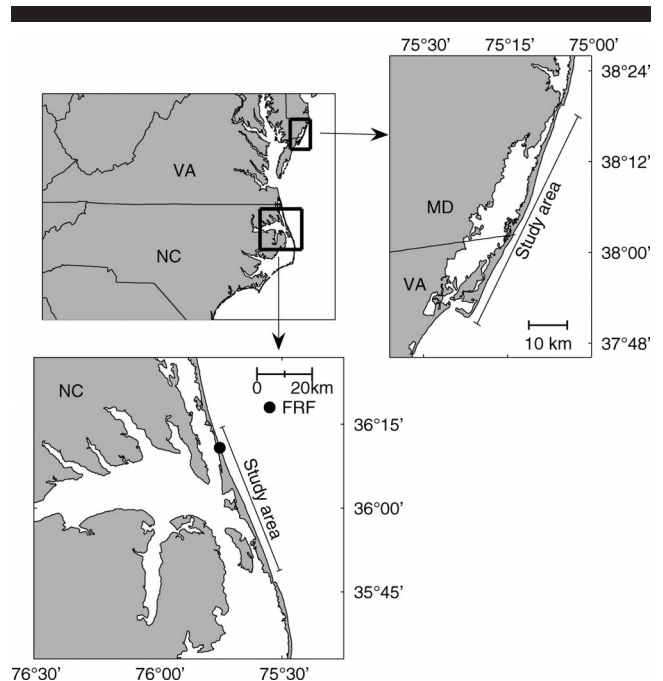 75°30' 75°15' 75°00'
38°24'
38°12'
38°00'
37°48'
MD
VA
Study area
10 km
VA
NC
NC
0 20km
FRF
Study area
36°15'
36°00'
35°45'
76°30' 76°00' 75°30'